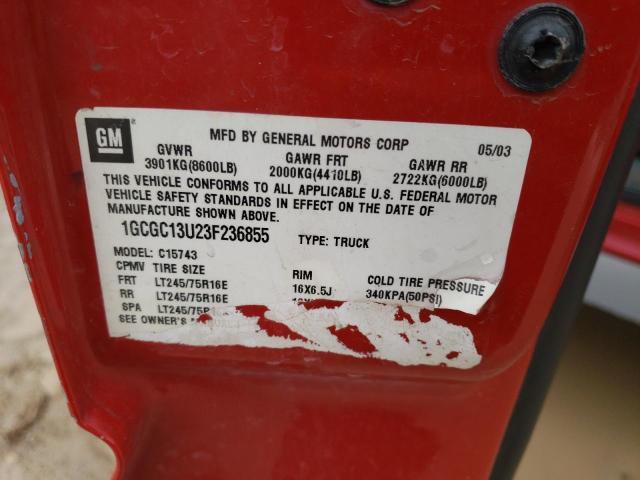 GM
MFD BY GENERAL MOTORS CORP 05/03
GVWR GAWR FRT GAWR RR
3901KG(8600LB) 2000KG(4410LB) 2722KG(6000LB)
THIS VEHICLE CONFORMS TO ALL APPLICABLE U.S. FEDERAL MOTOR
VEHICLE SAFETY STANDARDS IN EFFECT ON THE DATE OF
MANUFACTURE SHOWN ABOVE.
1GCGC13U23F236855 TYPE: TRUCK
MODEL: C15743
CPMV TIRE SIZE RIM COLD TIRE PRESSURE
FRT LT245/75R16E 16X6.5J 340KPA(50PSI)
RR LT245/75R16E
SPA
SEE OWNER'S